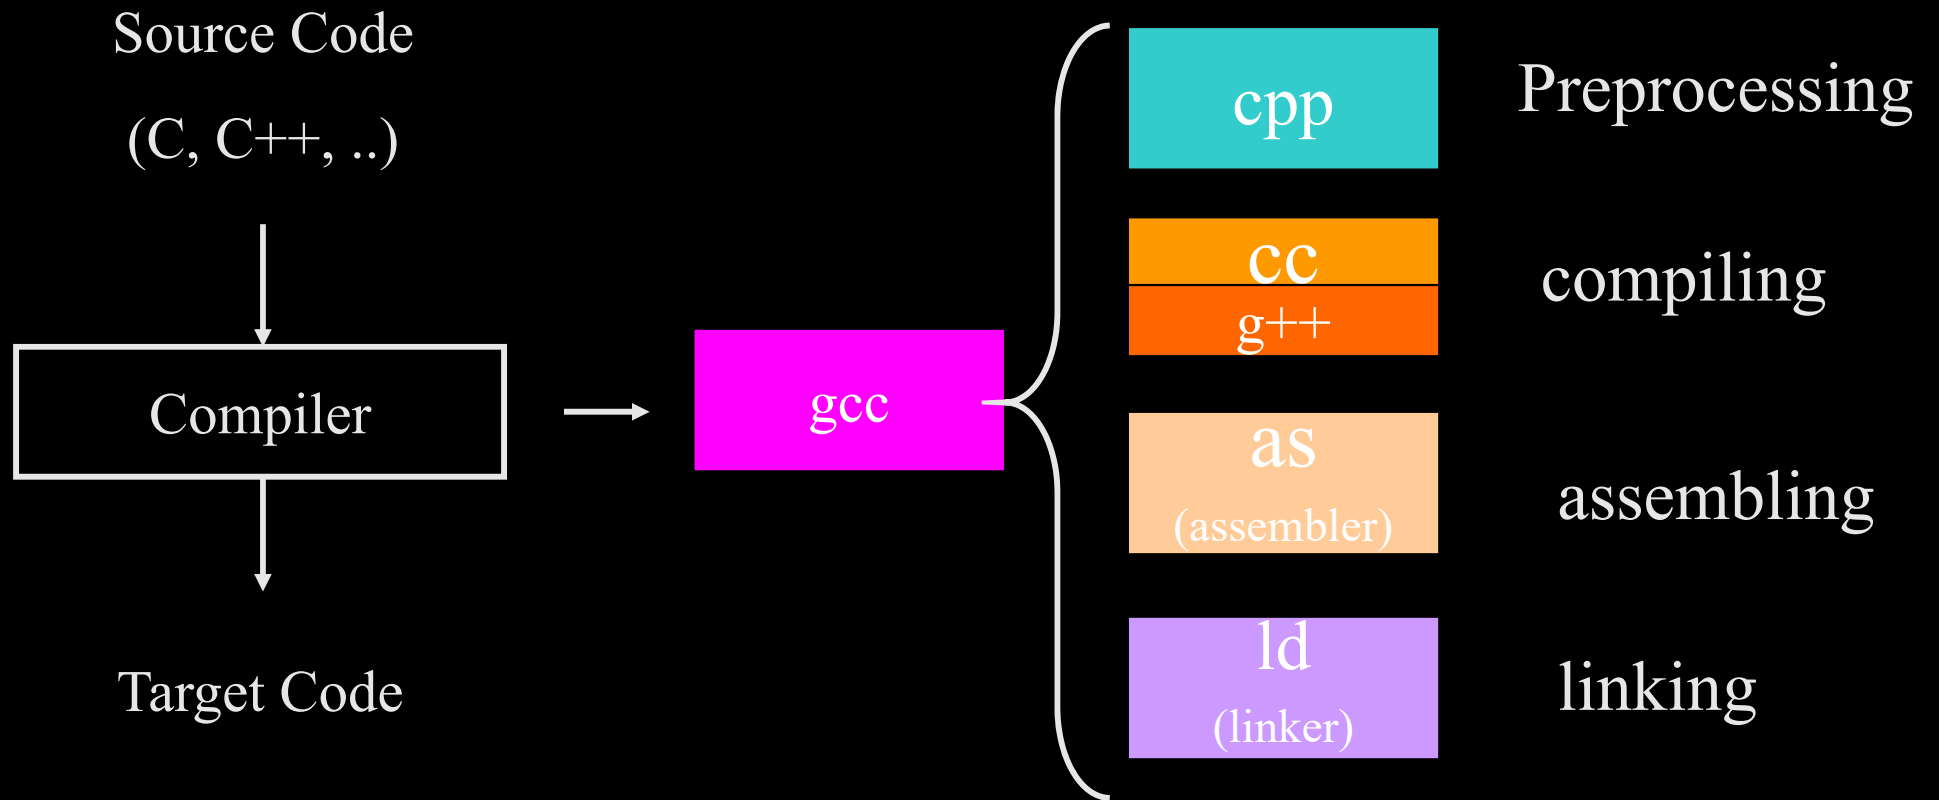 Source Code
(C, C++, ..)
Compiler
Target Code
gcc
cpp
Preprocessing
cc
g++
compiling
as
(assembler)
assembling
ld
(linker)
linking